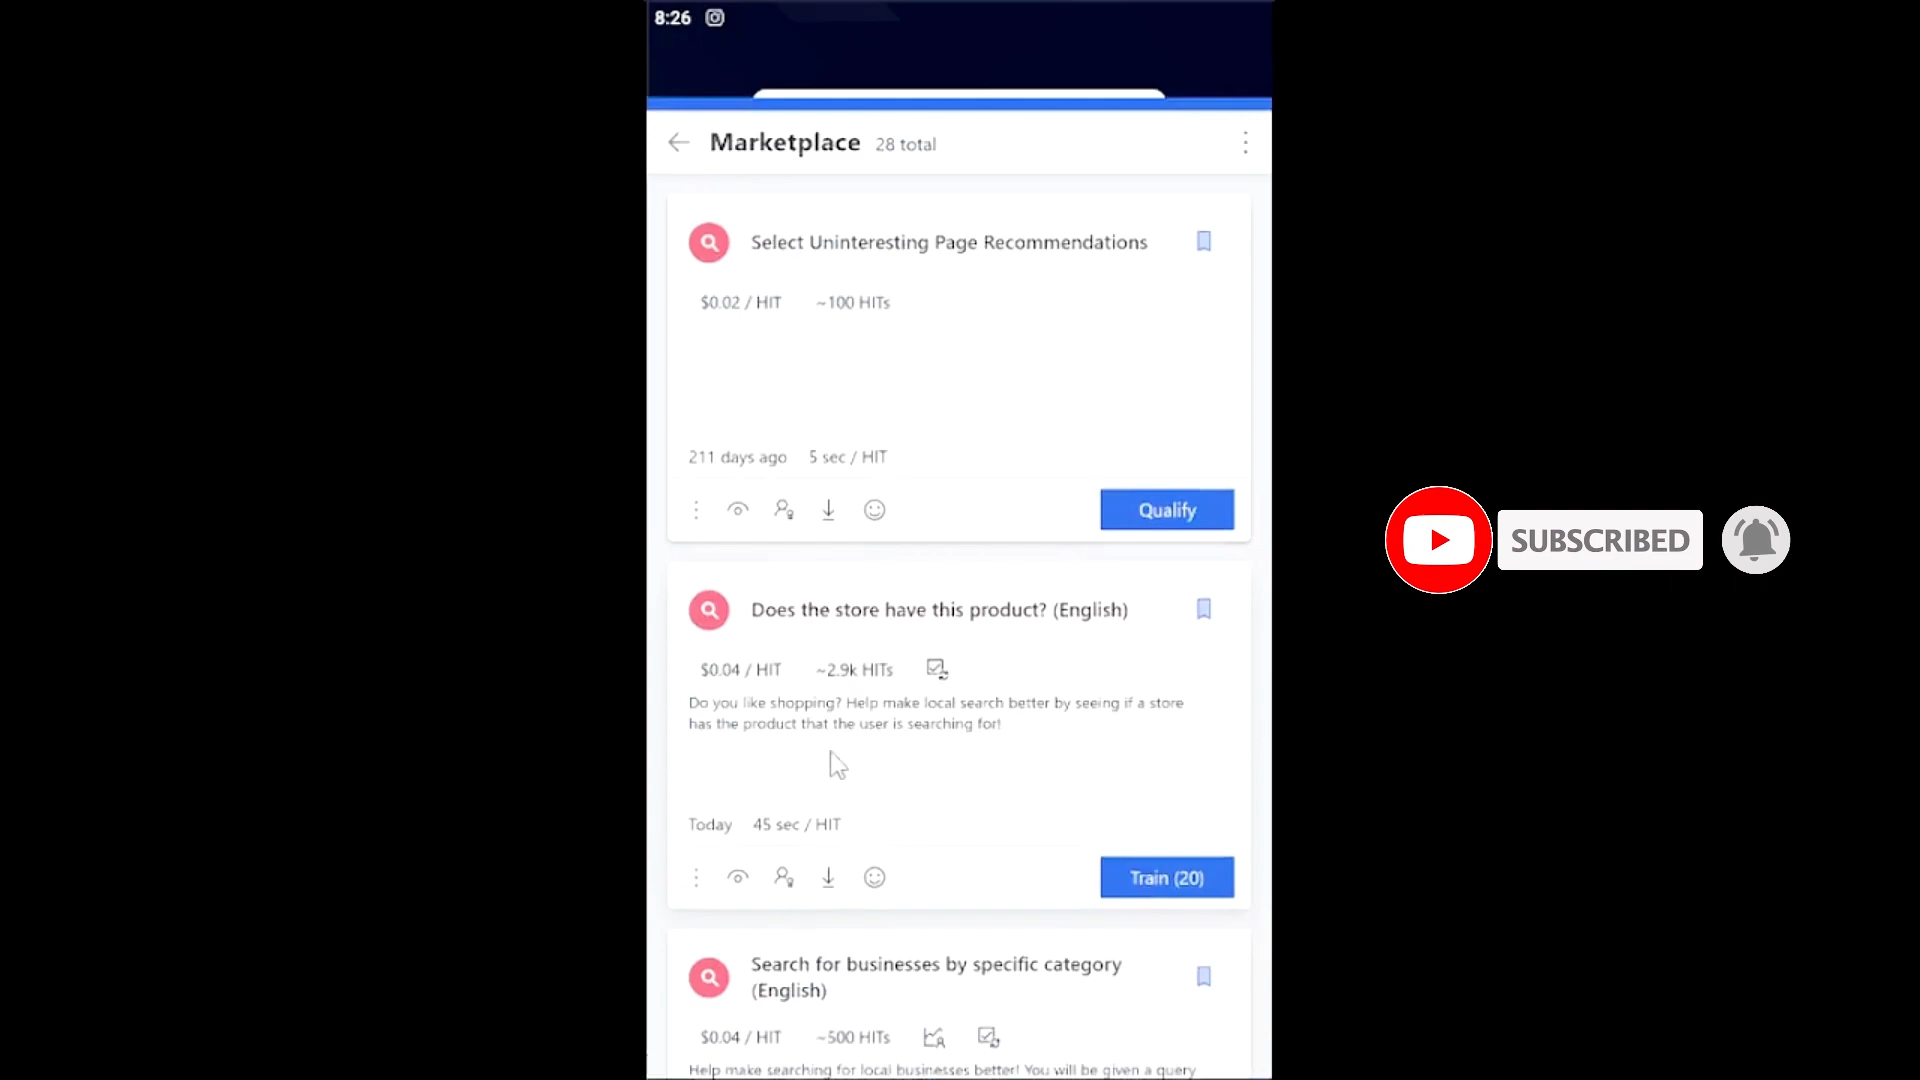 8:26
Marketplace 28 total
Select Uninteresting Page Recommendations
$0.02 / HIT ~100 HITs
211 days ago 5 sec / HIT
Qualify
SUBSCRIBED
Does the store have this product? (English)
$0.04 / HIT ~2.9k HITs
Do you like shopping? Help make local search better by seeing if a store
has the product that the user is searching for!
Today 45 sec / HIT
Train (20)
Search for businesses by specific category
(English)
$0.04 / HIT ~500 HITs
Help make searching for local businesses better! You will be given a query